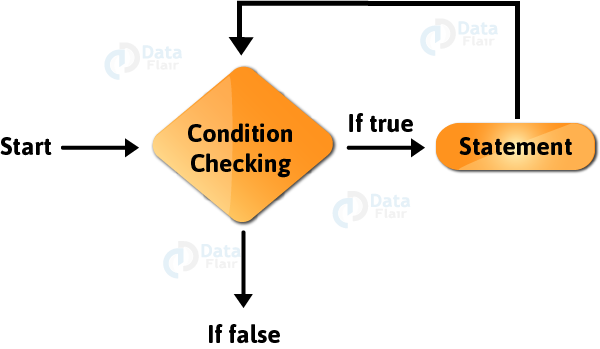 Data
Flair
Data
Flair
If true
Start
Condition
Checking
Statement
Data
Flair
Data
Flair
If false